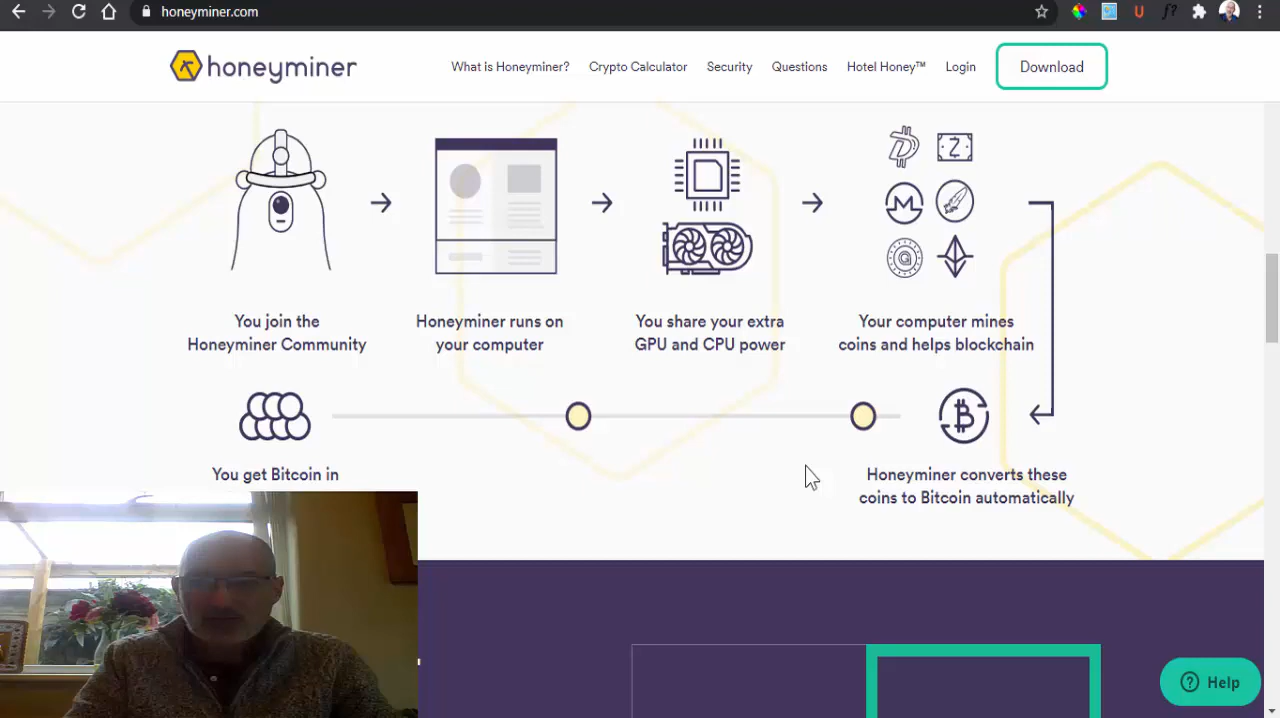 honeyminer.com
honeyminer
What is Honeyminer?
Crypto Calculator
Security
Questions
Hotel Honey™
Login
Download
You join the
Honeyminer Community
Honeyminer runs on
your computer
You share your extra
GPU and CPU power
Your computer mines
coins and helps blockchain
You get Bitcoin in
Honeyminer converts these
coins to Bitcoin automatically
Help